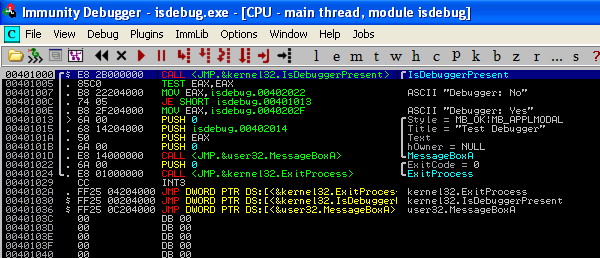 Immunity Debugger - isdebug.exe - [CPU - main thread, module isdebug]
C File View Debug Plugins ImmLib Options Window Help Jobs
l e m t w h c p k b z r ... s ?
00401000 $ E8 2B000000 CALL <JMP.&kernel32.IsDebuggerPresent> IsDebuggerPresent
00401005 . 85C0 TEST EAX,EAX
00401007 . B8 22204000 MOV EAX,isdebug.00402022 ASCII "Debugger: No"
0040100C . 74 05 JE SHORT isdebug.00401013
0040100E . B8 2F204000 MOV EAX,isdebug.0040202F ASCII "Debugger: Yes"
00401013 > 6A 00 PUSH 0 Style = MB_OK|MB_APPLMODAL
00401015 . 68 14204000 PUSH isdebug.00402014 Title = "Test Debugger"
0040101A . 50 PUSH EAX Text
0040101B . 6A 00 PUSH 0 hOwner = NULL
0040101D . E8 14000000 CALL <JMP.&user32.MessageBoxA> MessageBoxA
00401022 . 6A 00 PUSH 0 ExitCode = 0
00401024 . E8 01000000 CALL <JMP.&kernel32.ExitProcess> ExitProcess
00401029 CC INT3
0040102A . FF25 04204000 JMP DWORD PTR DS:[<&kernel32.ExitProces kernel32.ExitProcess
00401030 $ FF25 00204000 JMP DWORD PTR DS:[<&kernel32.IsDebugger kernel32.IsDebuggerPresent
00401036 $ FF25 0C204000 JMP DWORD PTR DS:[<&user32.MessageBoxA> user32.MessageBoxA
0040103C 00 DB 00
0040103D 00 DB 00
0040103E 00 DB 00
0040103F 00 DB 00